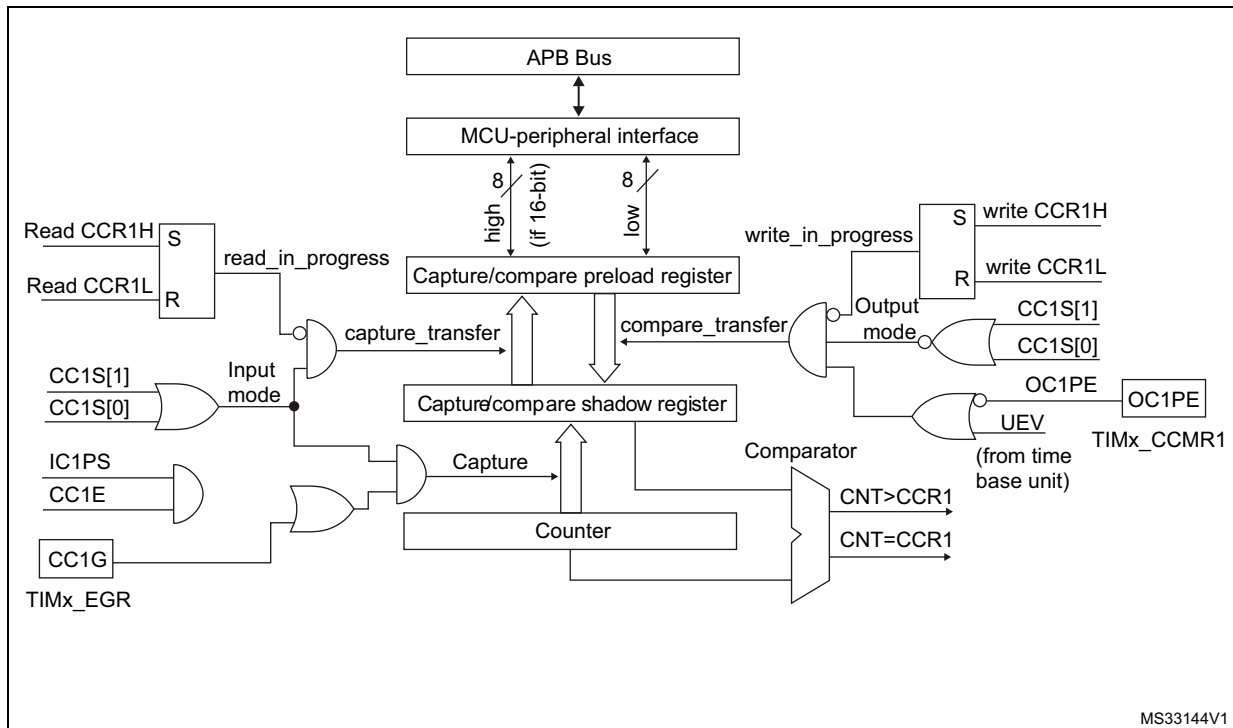 APB Bus
MCU-peripheral interface
8
high
(if 16-bit)
8
low
Read CCR1H
S
read_in_progress
Read CCR1L
R
write_in_progress
S
write CCR1H
R
write CCR1L
Capture/compare preload register
capture_transfer
compare_transfer
Output
mode
CC1S[1]
CC1S[0]
CC1S[1]
CC1S[0]
Input
mode
Capture/compare shadow register
OC1PE
OC1PE
UEV
TIMx_CCMR1
(from time
base unit)
IC1PS
CC1E
Capture
Comparator
CNT>CCR1
Counter
CNT=CCR1
CC1G
TIMx_EGR
MS33144V1